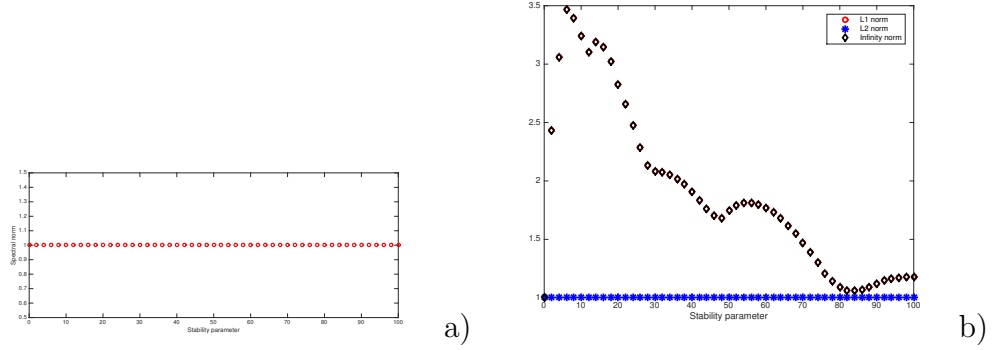 1.5
1.4
1.3
1.2
1.1
1
0.9
0.8
0.7
0.6
0.5
Spectral norm
0 10 20 30 40 50 60 70 80 90 100
Stability parameter
a)
3.5
3
2.5
2
1.5
1
L1 norm
L2 norm
Infinity norm
0 10 20 30 40 50 60 70 80 90 100
Stability parameter
b)